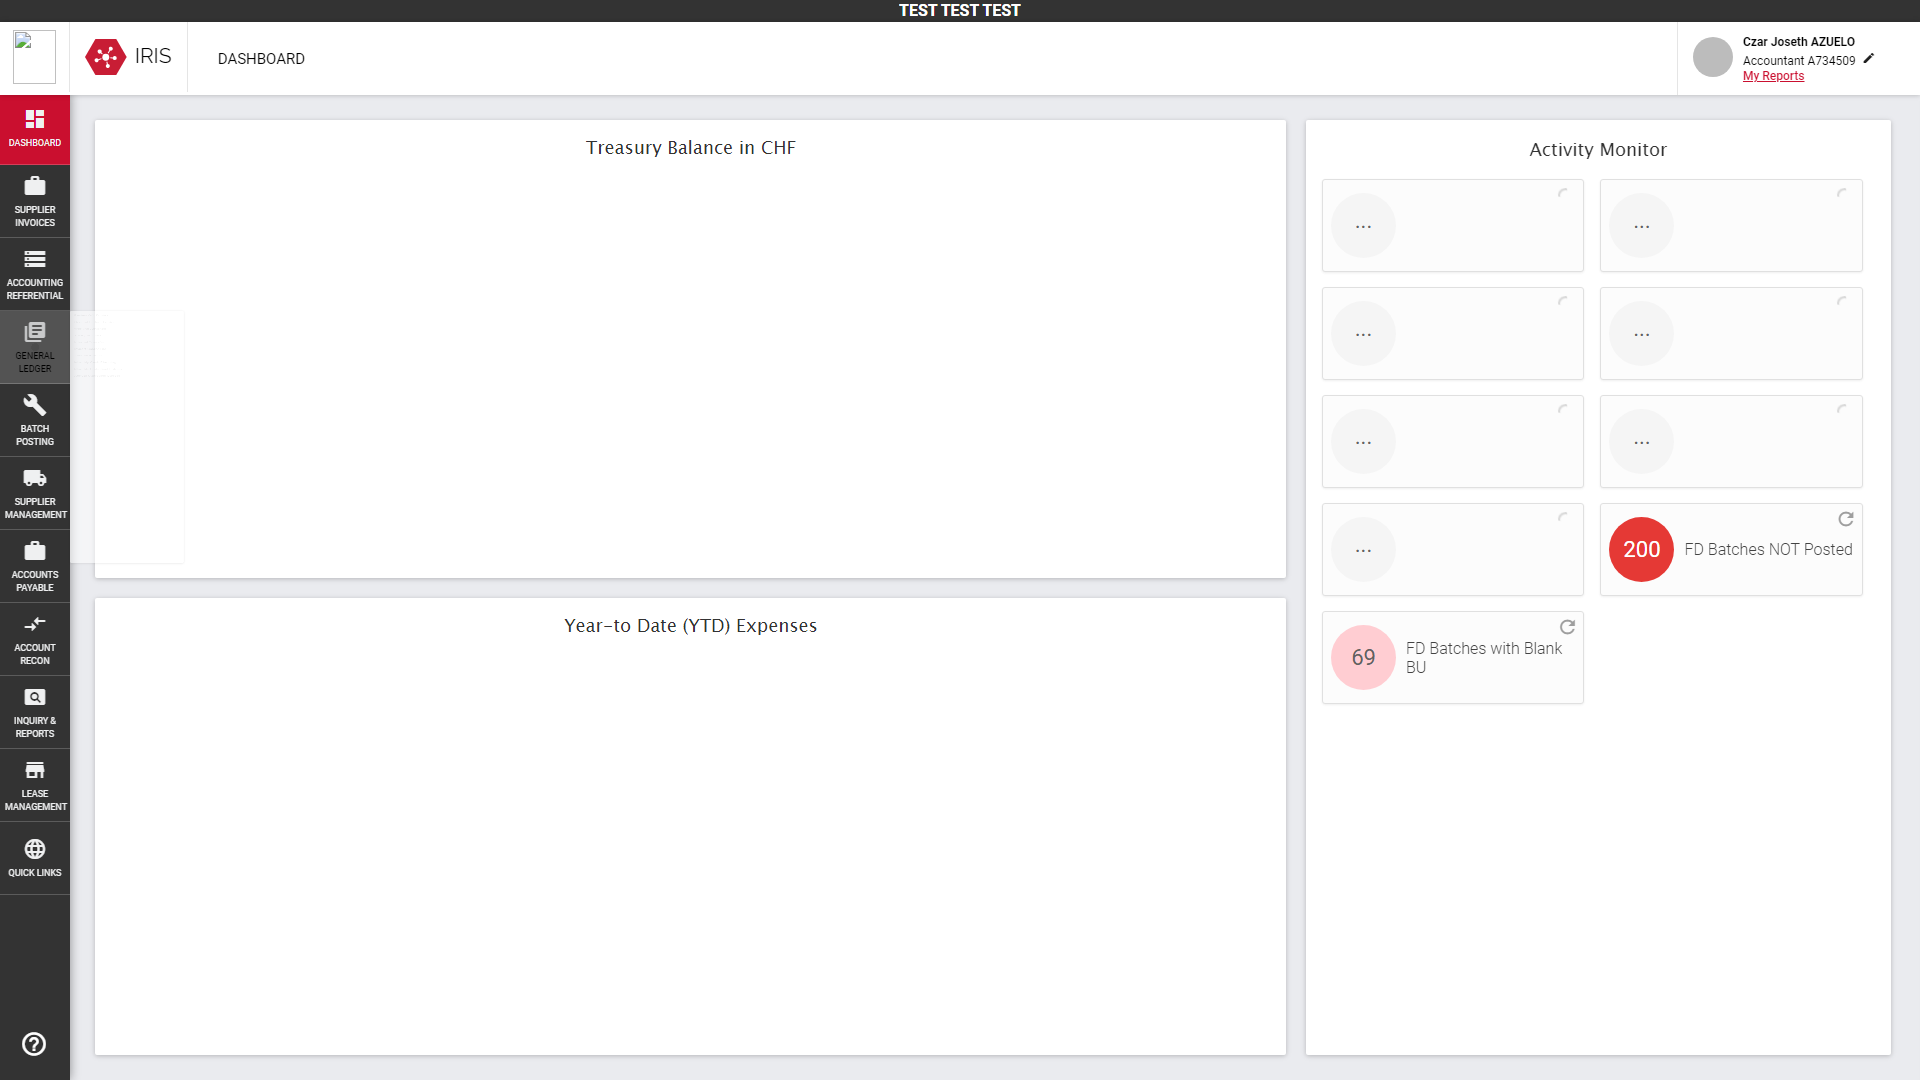 TEST TEST TEST
IRIS
DASHBOARD
Czar Joseth AZUELO
Accountant A734509
My Reports
DASHBOARD
SUPPLIER
INVOICES
ACCOUNTING
REFERENTIAL
GENERAL
LEDGER
BATCH
POSTING
SUPPLIER
MANAGEMENT
ACCOUNTS
PAYABLE
ACCOUNT
RECON
INQUIRY &
REPORTS
LEASE
MANAGEMENT
QUICK LINKS
Treasury Balance in CHF
Year-to Date (YTD) Expenses
Activity Monitor
... ...
... ...
... ...
...
200 FD Batches NOT Posted
69 FD Batches with Blank
BU